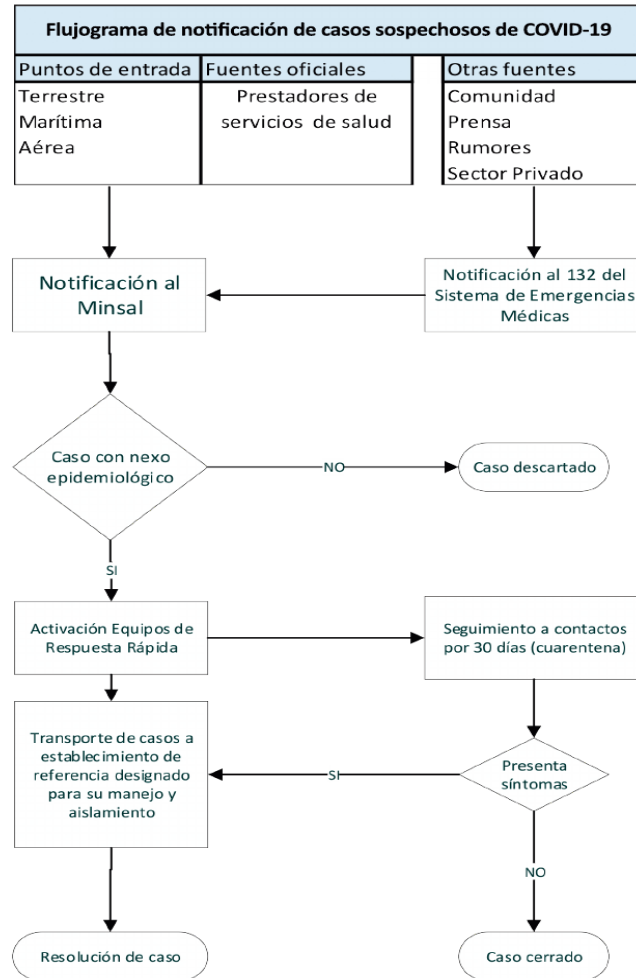 Flujograma de notificación de casos sospechosos de COVID-19
Puntos de entrada
Fuentes oficiales
Otras fuentes
Terrestre
Marítima
Aérea
Prestadores de
servicios de salud
Comunidad
Prensa
Rumores
Sector Privado
Notificación al
Minsal
Notificación al 132 del
Sistema de Emergencias
Médicas
Caso con nexo
epidemiológico
NO
Caso descartado
SI
Activación Equipos de
Respuesta Rápida
Seguimiento a contactos
por 30 días (cuarentena)
Transporte de casos a
establecimiento de
referencia designado
para su manejo y
aislamiento
SI
Presenta
síntomas
NO
Resolución de caso
Caso cerrado